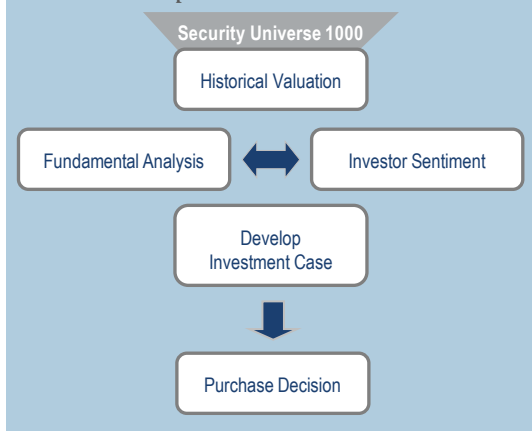 Security Universe 1000
Historical Valuation
Fundamental Analysis
Investor Sentiment
Develop
Investment Case
Purchase Decision